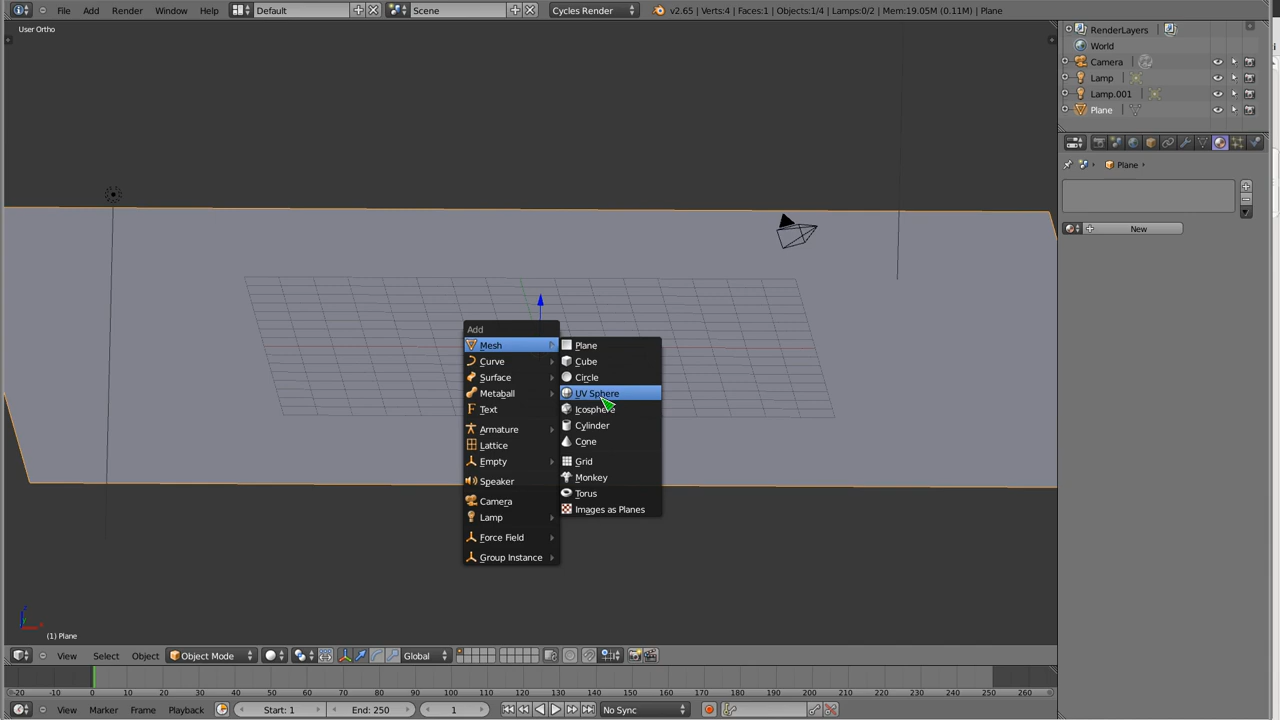 File Add Render Window Help Default Scene Cycles Render v2.65 | Verts:4 | Faces:1 | Objects:1/4 | Lamps:0/2 | Mem:19.05M (0.11M) | Plane
User Ortho
RenderLayers
World
Camera
Lamp
Lamp.001
Plane
Plane
New
Add
Mesh
Curve
Surface
Metaball
Text
Armature
Lattice
Empty
Speaker
Camera
Lamp
Force Field
Group Instance
Plane
Cube
Circle
UV Sphere
Icosphere
Cylinder
Cone
Grid
Monkey
Torus
Images as Planes
(1) Plane
View Select Object Object Mode Global
-20 -10 0 10 20 30 40 50 60 70 80 90 100 110 120 130 140 150 160 170 180 190 200 210 220 230 240 250 260
View Marker Frame Playback Start: 1 End: 250 1 No Sync